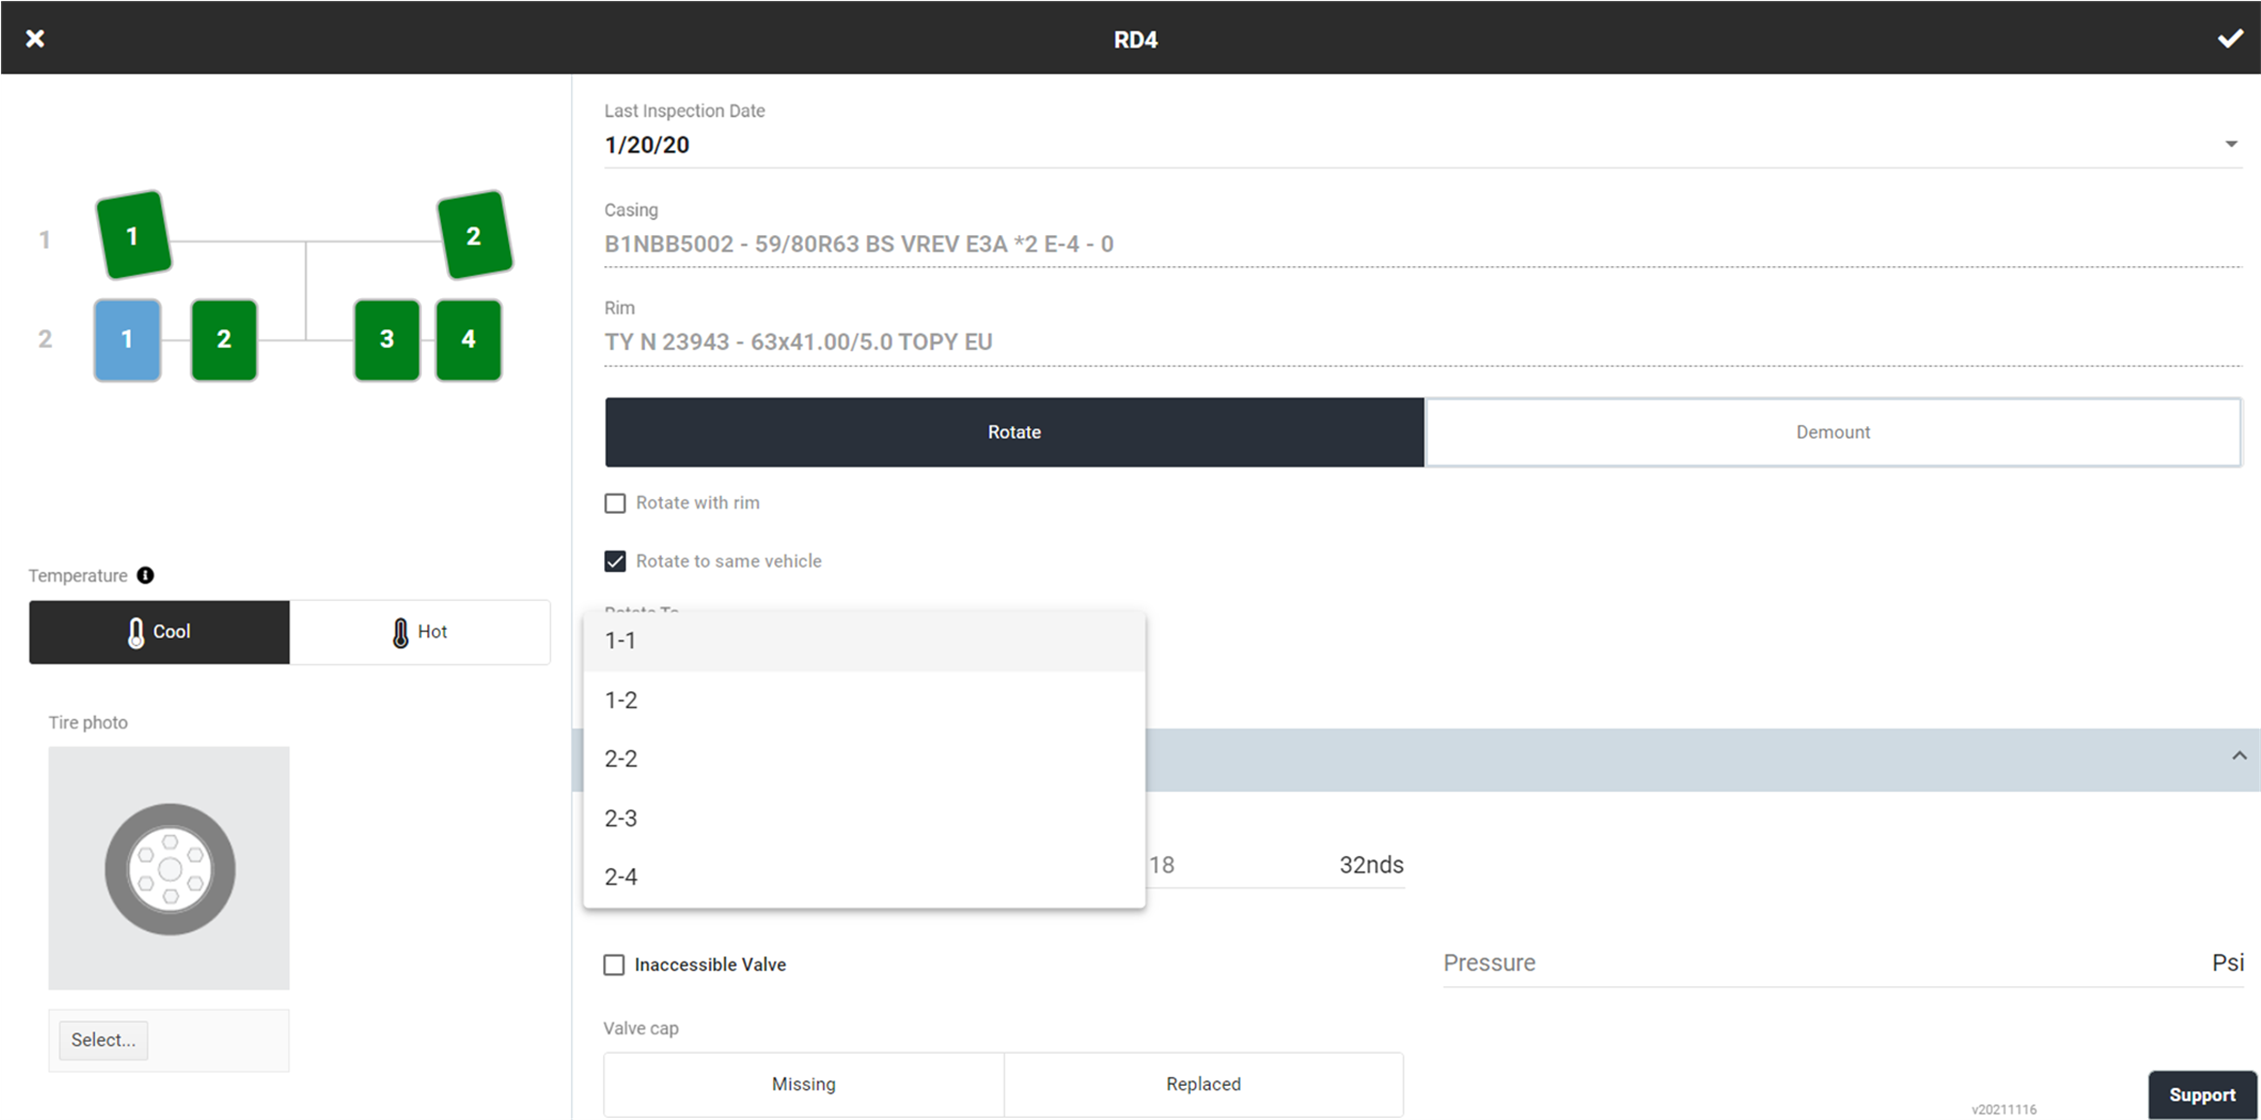 RD4
Last Inspection Date
1/20/20
Casing
B1NBB5002 - 59/80R63 BS VREV E3A *2 E-4 - 0
Rim
TY N 23943 - 63x41.00/5.0 TOPY EU
1
1
2
2
1
2
3
4
Rotate
Demount
Rotate with rim
Rotate to same vehicle
Rotate To
1-1
1-2
2-2
2-3
2-4
Temperature
Cool
Hot
Tire photo
Select...
18 32nds
Inaccessible Valve
Pressure Psi
Valve cap
Missing
Replaced
v20211116
Support